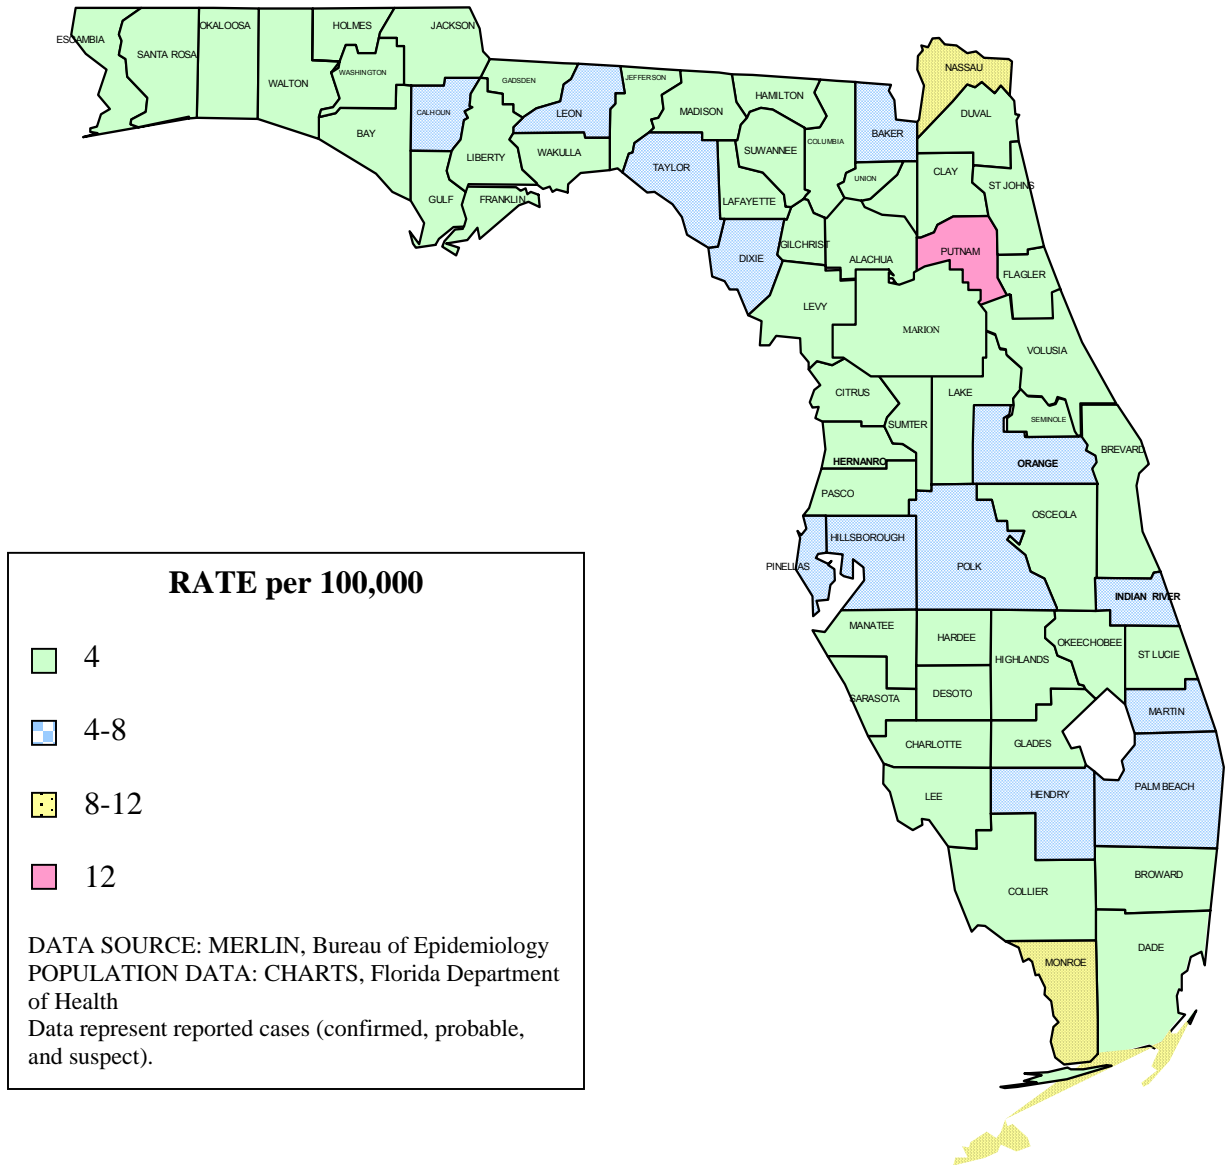 OKALOOSA
HOLMES
JACKSON
ESCAMBIA
SANTA ROSA
WALTON
WASHINGTON
GADSDEN
JEFFERSON
NASSAU
CALHOUN
LEON
MADISON
HAMILTON
DUVAL
BAY
BAKER
LIBERTY
WAKULLA
SUWANNEE
COLUMBIA
TAYLOR
UNION
CLAY
ST JOHNS
GULF
FRANKLIN
LAFAYETTE
GILCHRIST
DIXIE
ALACHUA
PUTNAM
FLAGLER
LEVY
MARION
VOLUSIA
CITRUS
LAKE
SUMTER
SEMINOLE
BREVARD
HERNANRO
ORANGE
PASCO
OSCEOLA
HILLSBOROUGH
PINELLAS
POLK
INDIAN RIVER
MANATEE
HARDEE
OKEECHOBEE
HIGHLANDS
ST LUCIE
SARASOTA
DESOTO
MARTIN
CHARLOTTE
GLADES
LEE
HENDRY
PALM BEACH
COLLIER
BROWARD
DADE
MONROE
RATE per 100,000
4
4-8
8-12
12
DATA SOURCE: MERLIN, Bureau of Epidemiology
POPULATION DATA: CHARTS, Florida Department
of Health
Data represent reported cases (confirmed, probable,
and suspect).